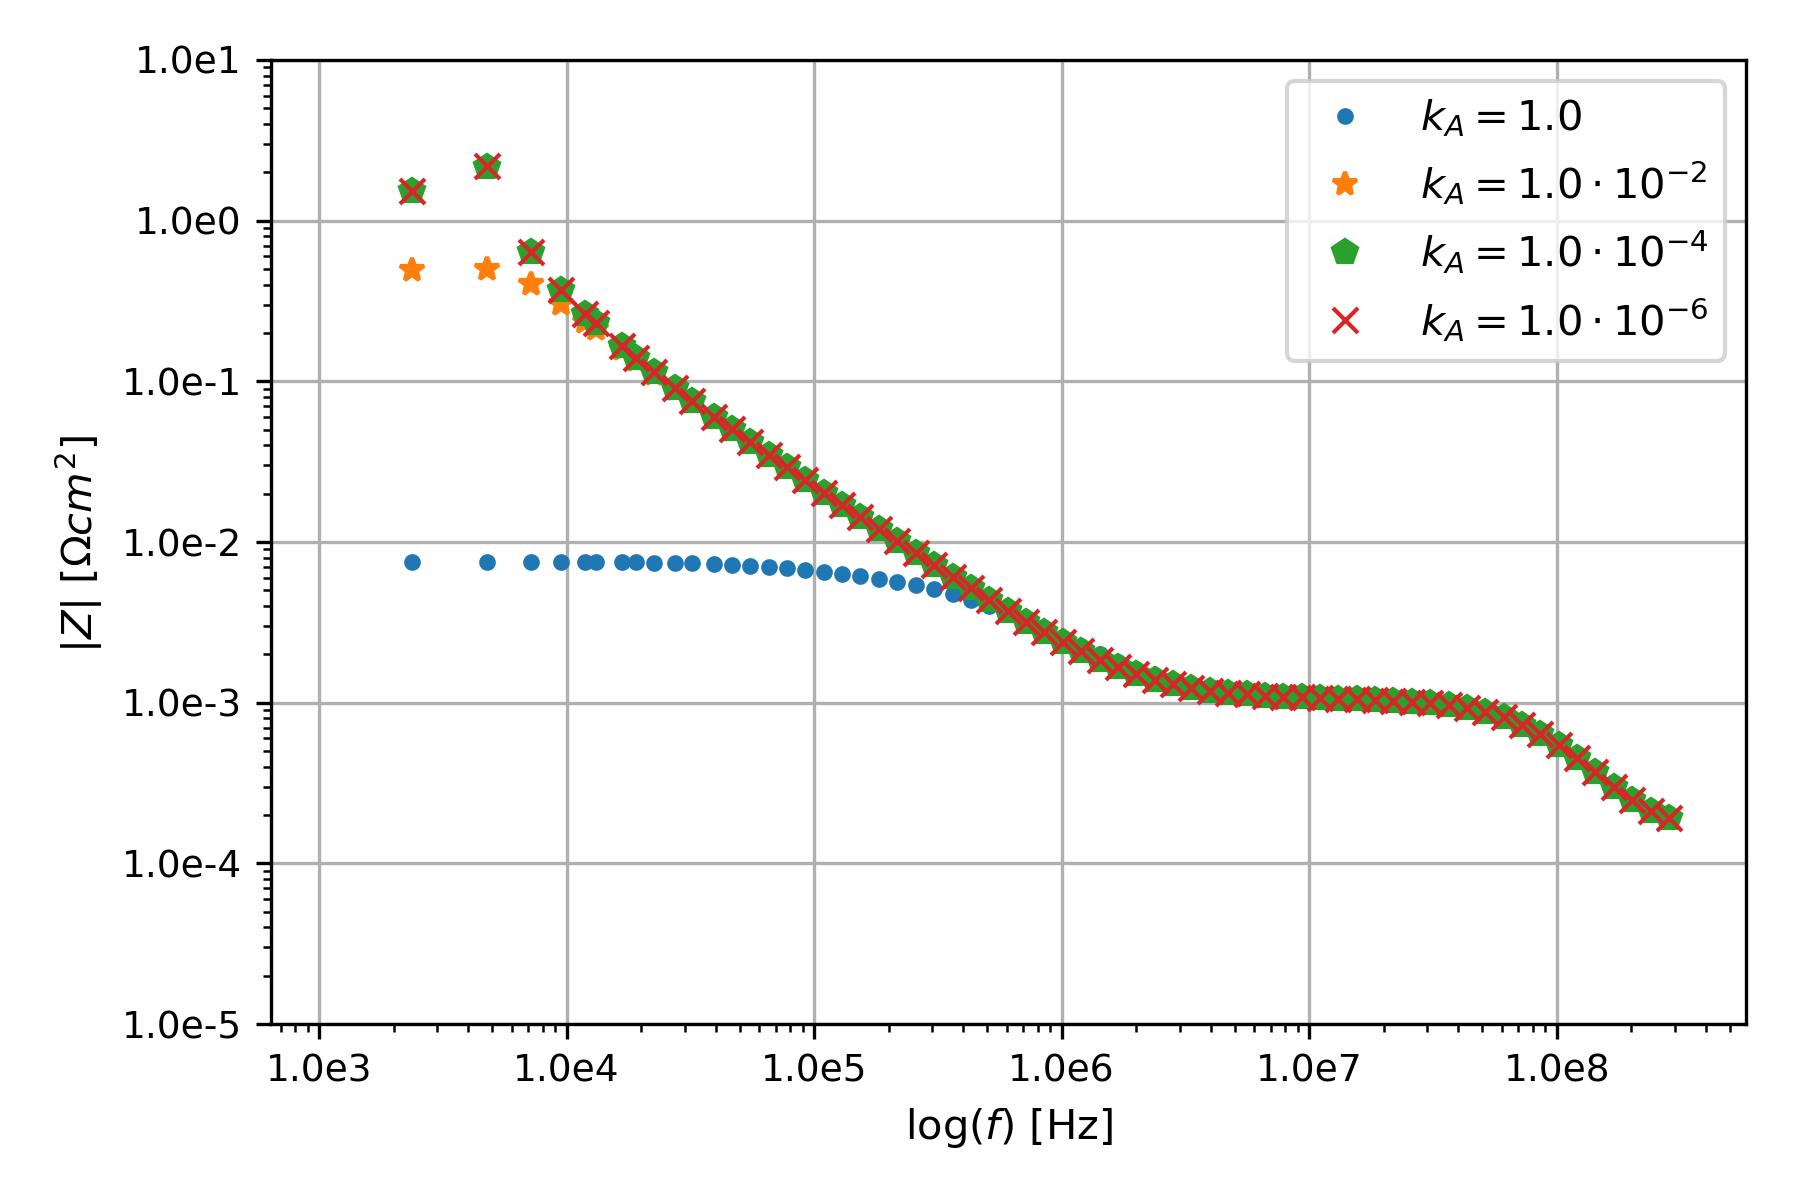 1.0e1
1.0e0
1.0e-1
1.0e-2
1.0e-3
1.0e-4
1.0e-5
|Z| [Ωcm²]
k_A = 1.0
k_A = 1.0 · 10⁻²
k_A = 1.0 · 10⁻⁴
k_A = 1.0 · 10⁻⁶
1.0e3 1.0e4 1.0e5 1.0e6 1.0e7 1.0e8
log(f) [Hz]